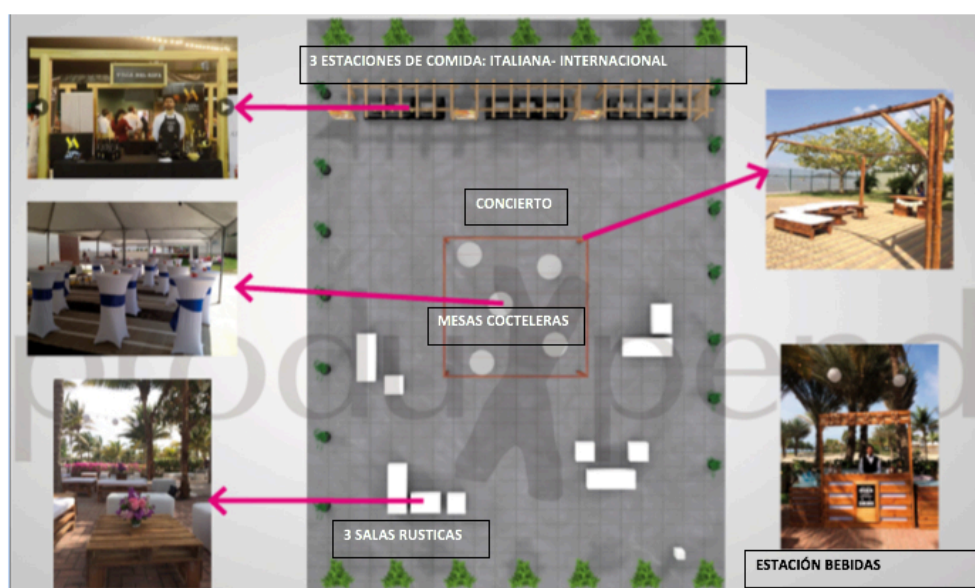 3 ESTACIONES DE COMIDA: ITALIANA- INTERNACIONAL
CONCIERTO
MESAS COCTELERAS
3 SALAS RUSTICAS
ESTACIÓN BEBIDAS